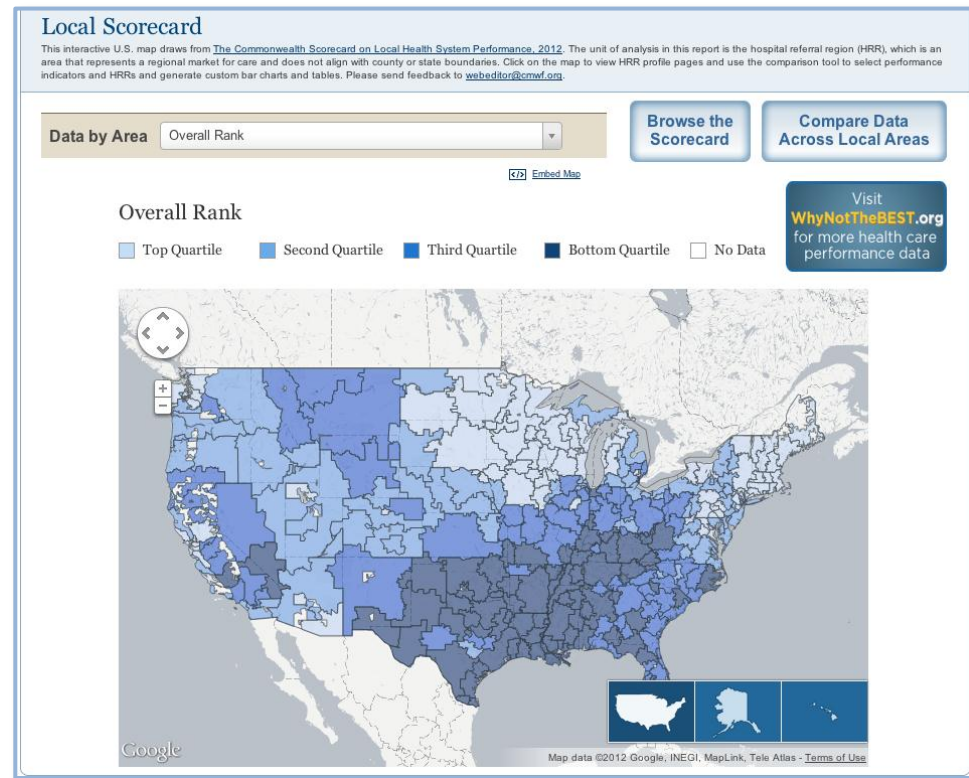 Local Scorecard
This interactive U.S. map draws from The Commonwealth Scorecard on Local Health System Performance, 2012. The unit of analysis in this report is the hospital referral region (HRR), which is an
area that represents a regional market for care and does not align with county or state boundaries. Click on the map to view HRR profile pages and use the comparison tool to select performance
indicators and HRRs and generate custom bar charts and tables. Please send feedback to webeditor@cmwf.org.
Data by Area
Overall Rank
Browse the
Scorecard
Compare Data
Across Local Areas
</> Embed Map
Visit
WhyNotTheBEST.org
for more health care
performance data
Overall Rank
Top Quartile
Second Quartile
Third Quartile
Bottom Quartile
No Data
+
−
Google
Map data ©2012 Google, INEGI, MapLink, Tele Atlas - Terms of Use